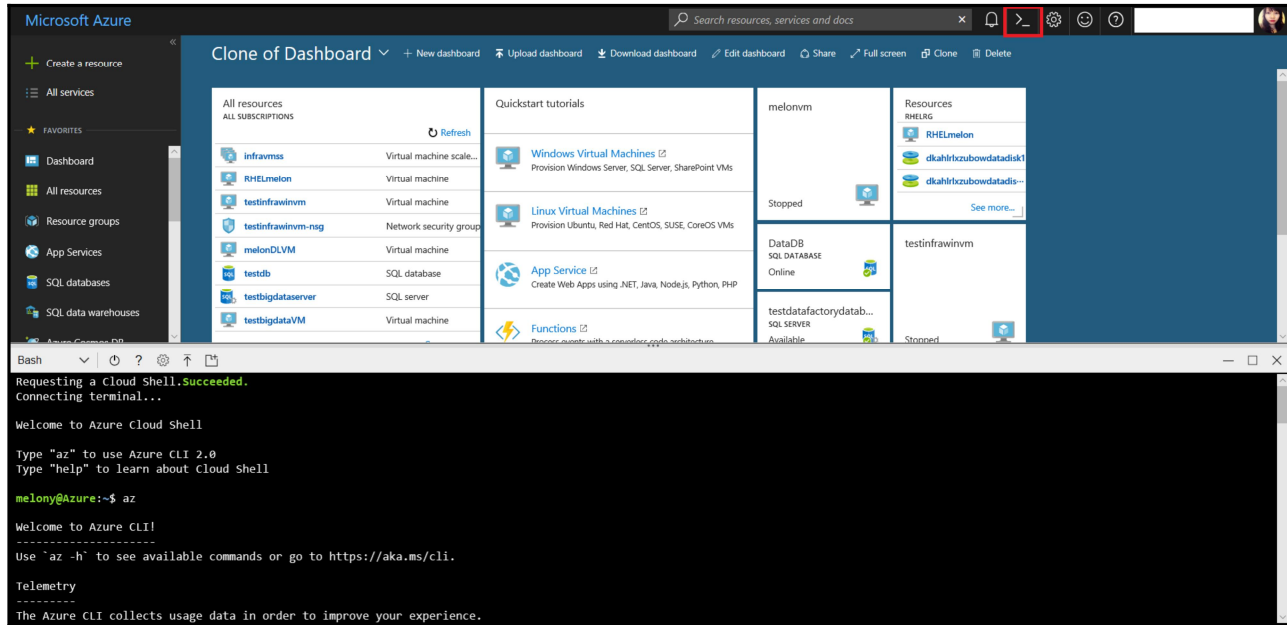 Microsoft Azure
Search resources, services and docs
Create a resource
All services
FAVORITES
Dashboard
All resources
Resource groups
App Services
SQL databases
SQL data warehouses
Azure Cosmos DB
Clone of Dashboard
New dashboard
Upload dashboard
Download dashboard
Edit dashboard
Share
Full screen
Clone
Delete
All resources
ALL SUBSCRIPTIONS
Refresh
infravmss Virtual machine scale...
RHELmelon Virtual machine
testinfrawinvm Virtual machine
testinfrawinvm-nsg Network security group
melonDLVM Virtual machine
testdb SQL database
testbigdataserver SQL server
testbigdataVM Virtual machine
Quickstart tutorials
Windows Virtual Machines
Provision Windows Server, SQL Server, SharePoint VMs
Linux Virtual Machines
Provision Ubuntu, Red Hat, CentOS, SUSE, CoreOS VMs
App Service
Create Web Apps using .NET, Java, Node.js, Python, PHP
Functions
Process events with a serverless code architecture
melonvm
Stopped
DataDB
SQL DATABASE
Online
testdatafactorydatab...
SQL SERVER
Available
Resources
RHELRG
RHELmelon
dkahlrlxzubowdatadisk1
dkahlrlxzubowdatadis...
See more...
testinfrawinvm
Stopped
Bash
Requesting a Cloud Shell.Succeeded.
Connecting terminal...
Welcome to Azure Cloud Shell
Type "az" to use Azure CLI 2.0
Type "help" to learn about Cloud Shell
melony@Azure:~$ az
Welcome to Azure CLI!
---------------------
Use `az -h` to see available commands or go to https://aka.ms/cli.
Telemetry
---------
The Azure CLI collects usage data in order to improve your experience.